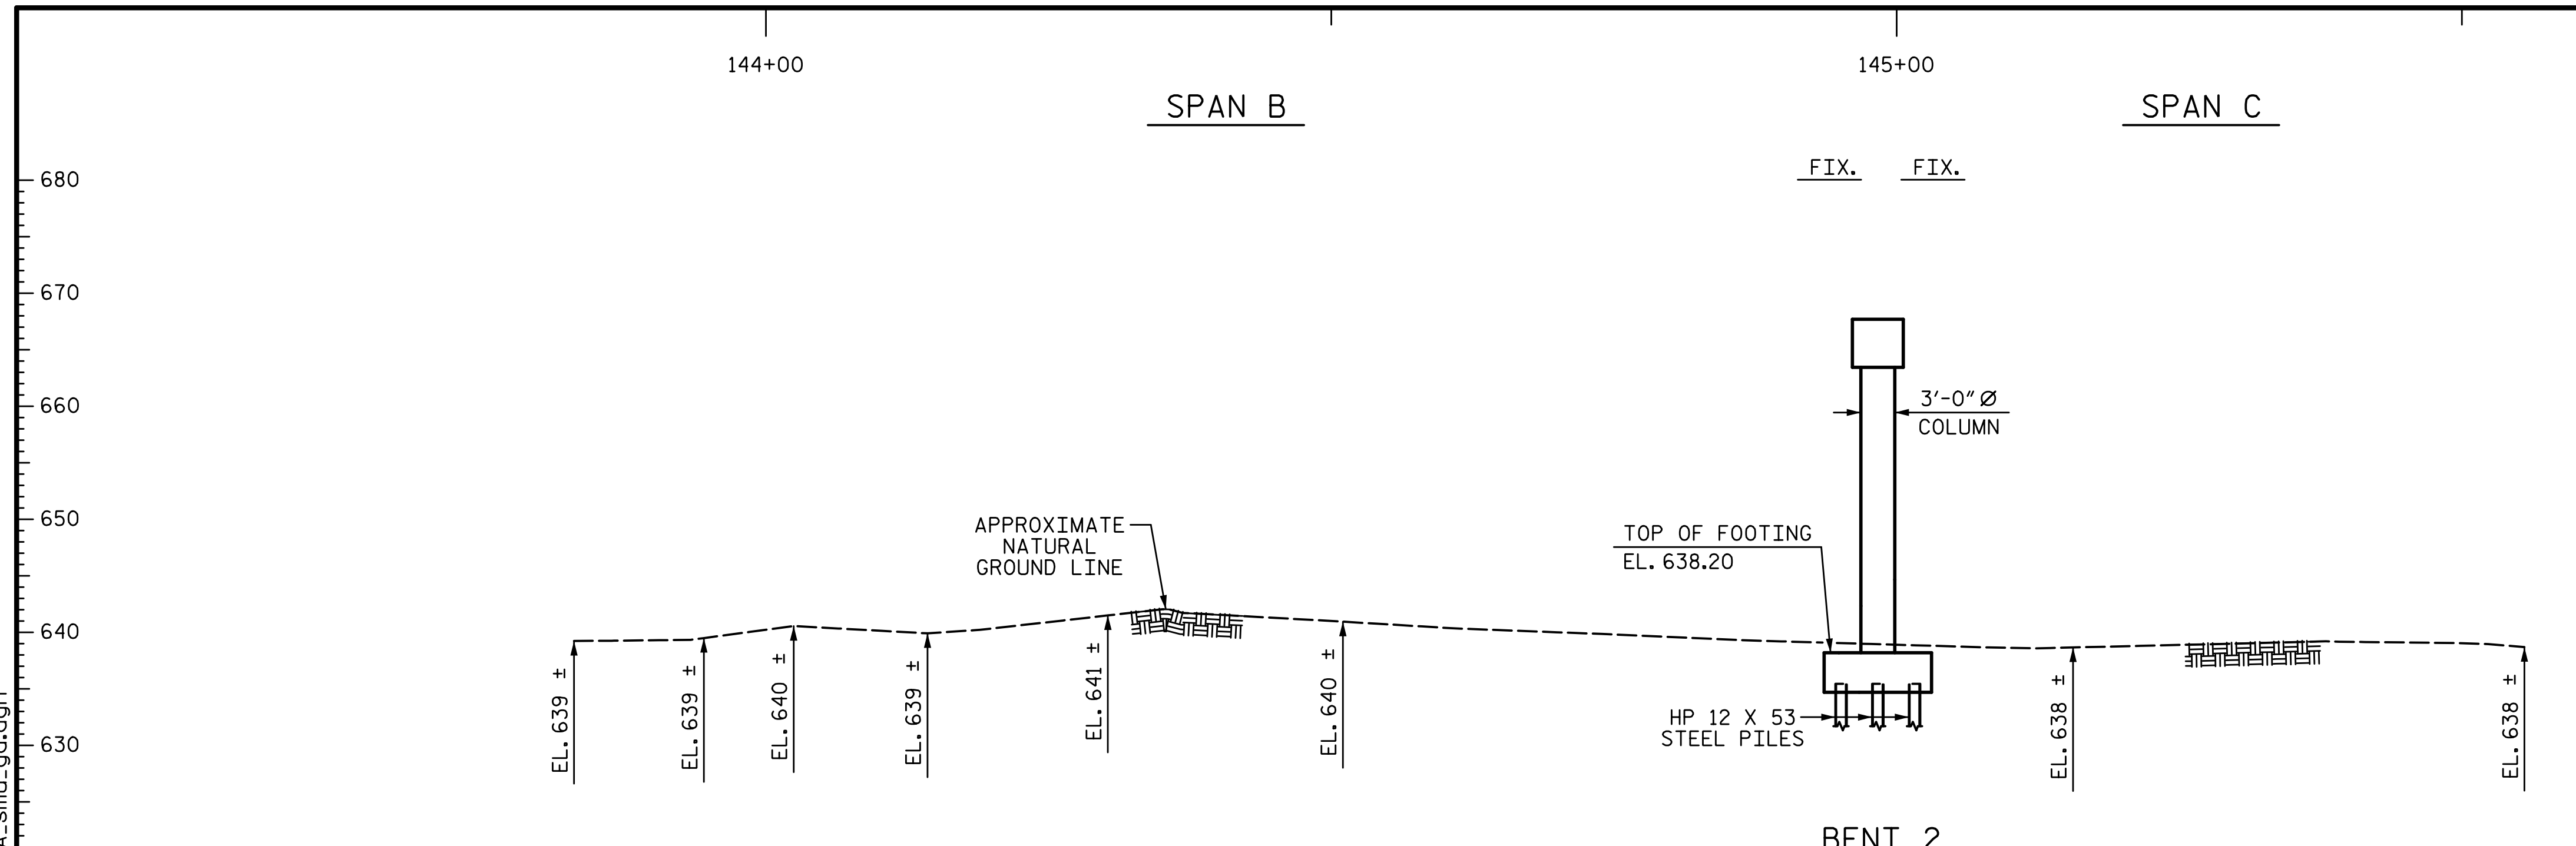 144+00
145+00
SPAN B
SPAN C
FIX.
FIX.
680
670
660
650
640
630
3'-0"Ø
COLUMN
APPROXIMATE
NATURAL
GROUND LINE
TOP OF FOOTING
EL. 638.20
EL. 639 ±
EL. 639 ±
EL. 640 ±
EL. 639 ±
EL. 641 ±
EL. 640 ±
HP 12 X 53
STEEL PILES
EL. 638 ±
EL. 638 ±
BENT 2